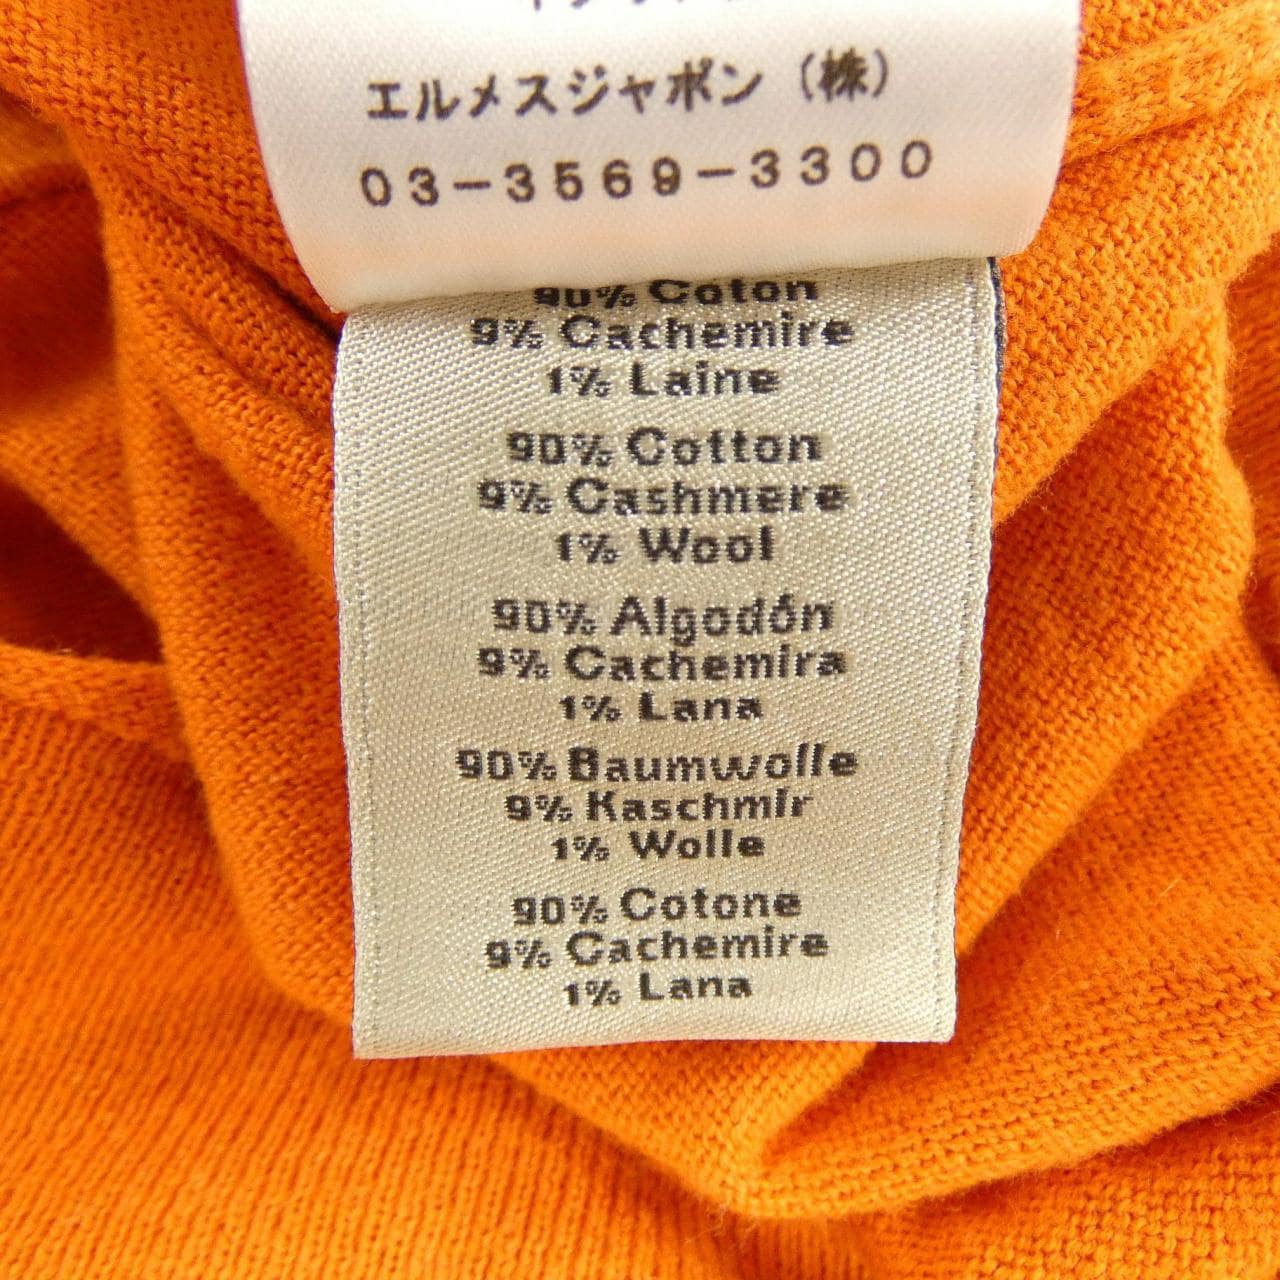 エルメスジャポン（株）
03-3569-3300
90% Coton
9% Cachemire
1% Laine
90% Cotton
9% Cashmere
1% Wool
90% Algodón
9% Cachemira
1% Lana
90% Baumwolle
9% Kaschmir
1% Wolle
90% Cotone
9% Cachemire
1% Lana